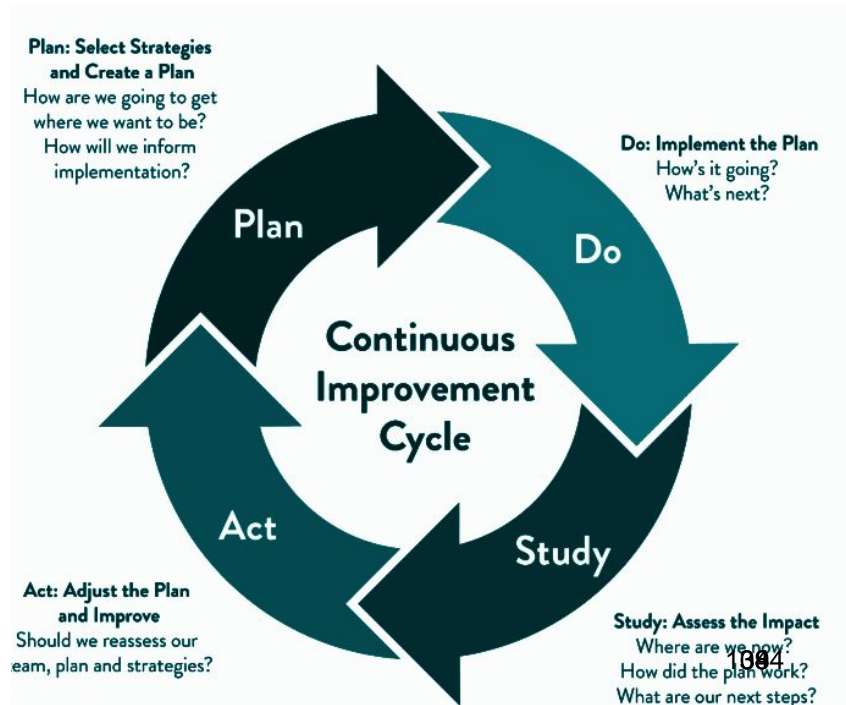 Plan: Select Strategies
and Create a Plan
How are we going to get
where we want to be?
How will we inform
implementation?
Do: Implement the Plan
How's it going?
What's next?
Plan
Do
Continuous
Improvement
Cycle
Act
Study
Act: Adjust the Plan
and Improve
Should we reassess our
eam, plan and strategies?
Study: Assess the Impact
Where are we now?
How did the plan work?
What are our next steps?